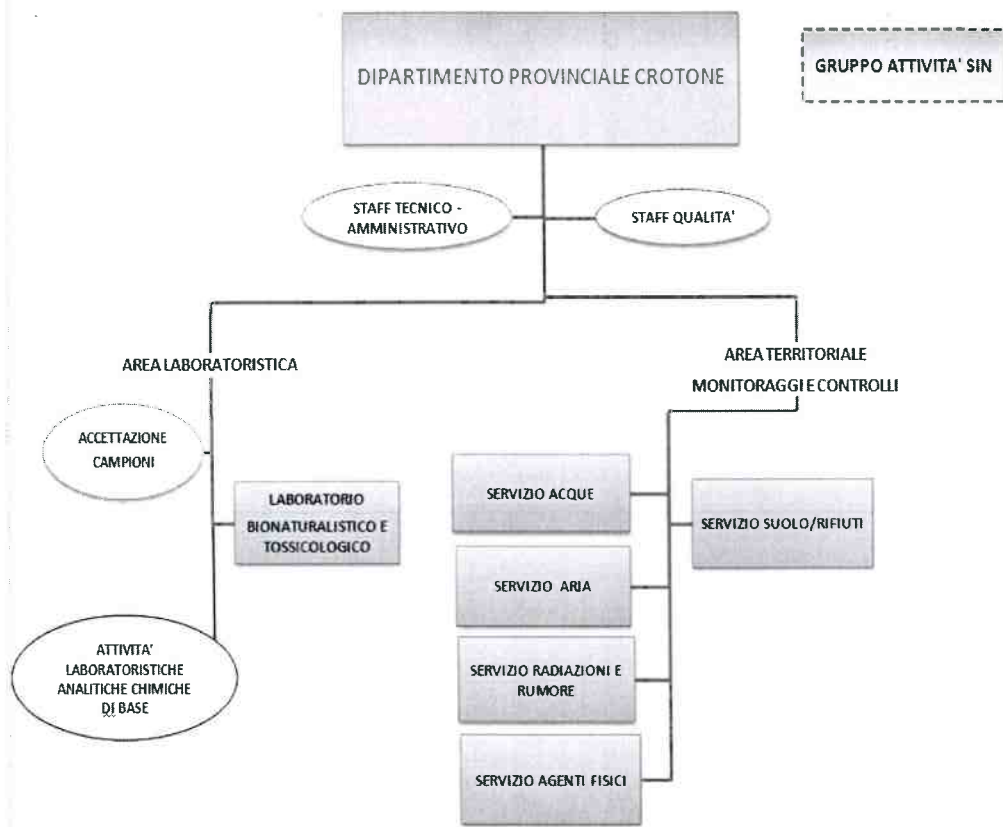 DIPARTIMENTO PROVINCIALE CROTONE
GRUPPO ATTIVITA' SIN
STAFF TECNICO -
AMMINISTRATIVO
STAFF QUALITA'
AREA LABORATORISTICA
AREA TERRITORIALE
MONITORAGGI E CONTROLLI
ACCETTAZIONE
CAMPIONI
LABORATORIO
BIONATURALISTICO E
TOSSICOLOGICO
ATTIVITA'
LABORATORISTICHE
ANALITICHE CHIMICHE
DI BASE
SERVIZIO ACQUE
SERVIZIO SUOLO/RIFIUTI
SERVIZIO ARIA
SERVIZIO RADIAZIONI E
RUMORE
SERVIZIO AGENTI FISICI